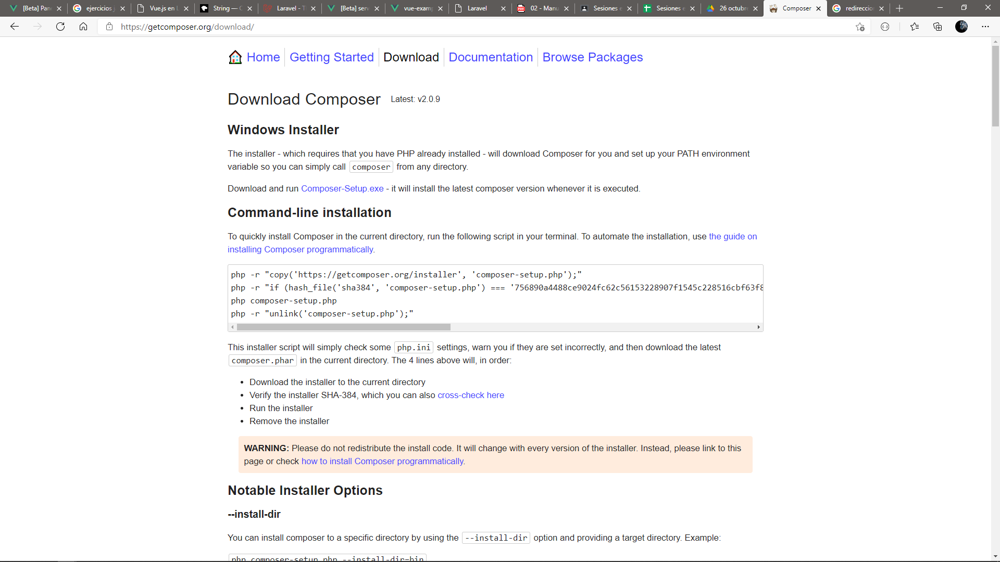 [Beta] Pan
ejercicios j
Vue.js en L
String — C
Laravel - T
[Beta] serv
vue-examp
Laravel
02 - Manu
Sesiones e
Sesiones e
26 octubre
Composer
redireccio
https://getcomposer.org/download/
Home Getting Started Download Documentation Browse Packages
Download Composer Latest: v2.0.9
Windows Installer
The installer - which requires that you have PHP already installed - will download Composer for you and set up your PATH environment
variable so you can simply call composer from any directory.
Download and run Composer-Setup.exe - it will install the latest composer version whenever it is executed.
Command-line installation
To quickly install Composer in the current directory, run the following script in your terminal. To automate the installation, use the guide on
installing Composer programmatically.
php -r "copy('https://getcomposer.org/installer', 'composer-setup.php');"
php -r "if (hash_file('sha384', 'composer-setup.php') === '756890a4488ce9024fc62c56153228907f1545c228516cbf63f8
php composer-setup.php
php -r "unlink('composer-setup.php');"
This installer script will simply check some php.ini settings, warn you if they are set incorrectly, and then download the latest
composer.phar in the current directory. The 4 lines above will, in order:
• Download the installer to the current directory
• Verify the installer SHA-384, which you can also cross-check here
• Run the installer
• Remove the installer
WARNING: Please do not redistribute the install code. It will change with every version of the installer. Instead, please link to this
page or check how to install Composer programmatically.
Notable Installer Options
--install-dir
You can install composer to a specific directory by using the --install-dir option and providing a target directory. Example:
php composer-setup.php --install-dir=bin